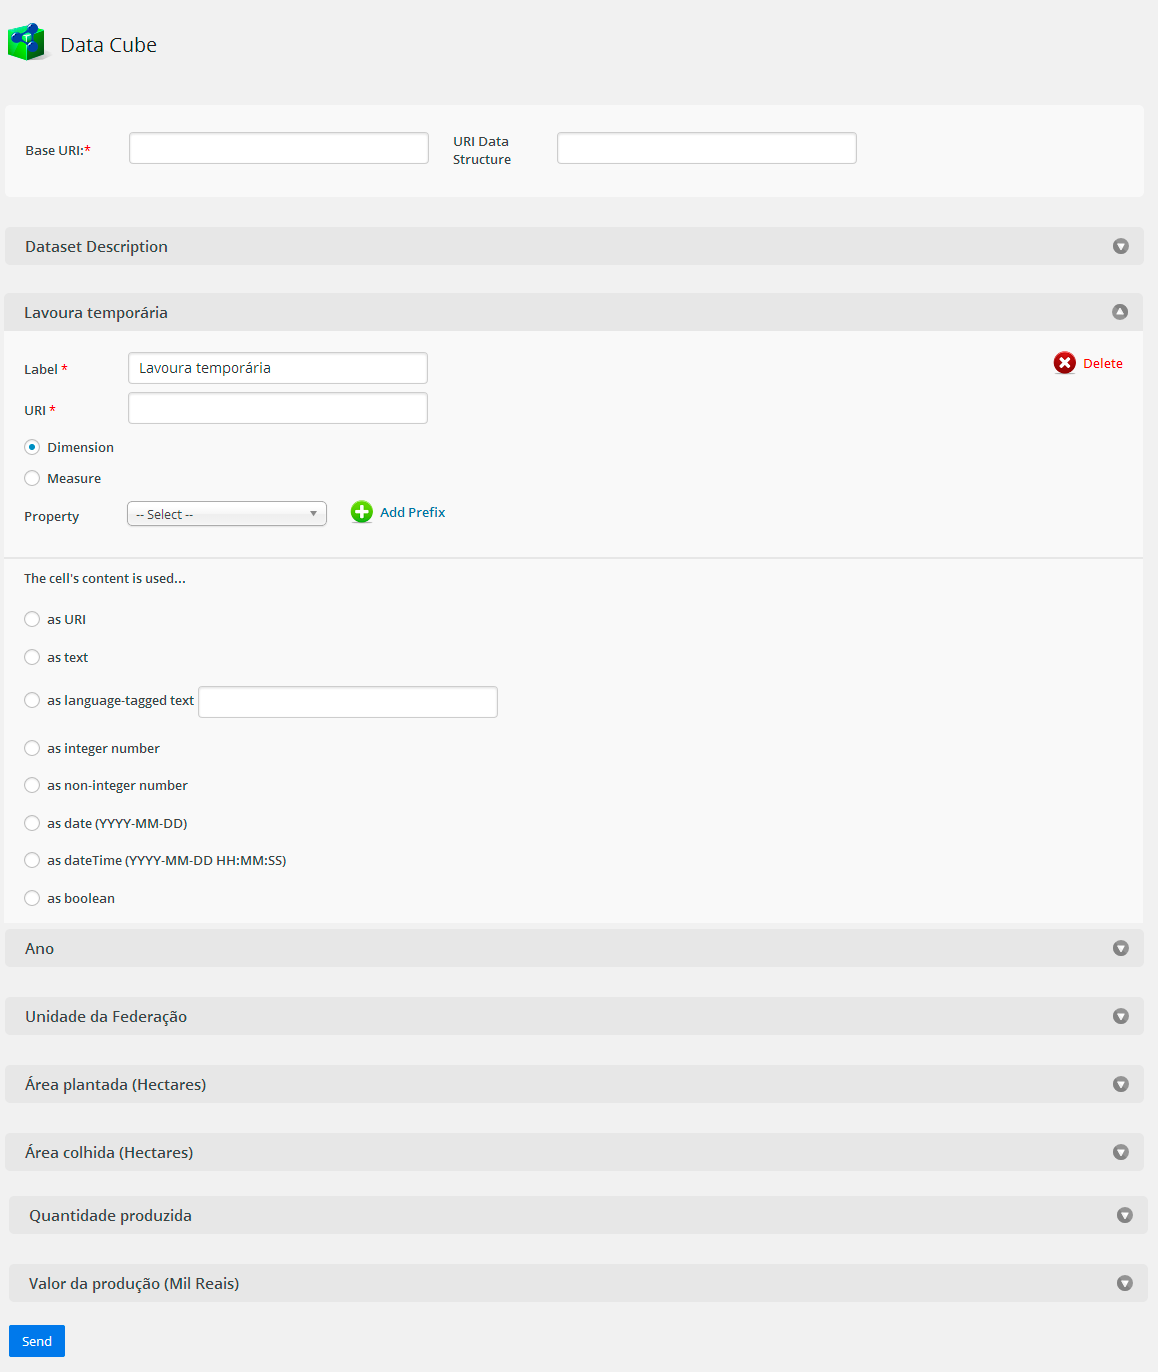 Data Cube
Base URI:*
URI Data
Structure
Dataset Description
Lavoura temporária
Label *
Lavoura temporária
Delete
URI *
Dimension
Measure
Property
-- Select --
Add Prefix
The cell's content is used...
as URI
as text
as language-tagged text
as integer number
as non-integer number
as date (YYYY-MM-DD)
as dateTime (YYYY-MM-DD HH:MM:SS)
as boolean
Ano
Unidade da Federação
Área plantada (Hectares)
Área colhida (Hectares)
Quantidade produzida
Valor da produção (Mil Reais)
Send